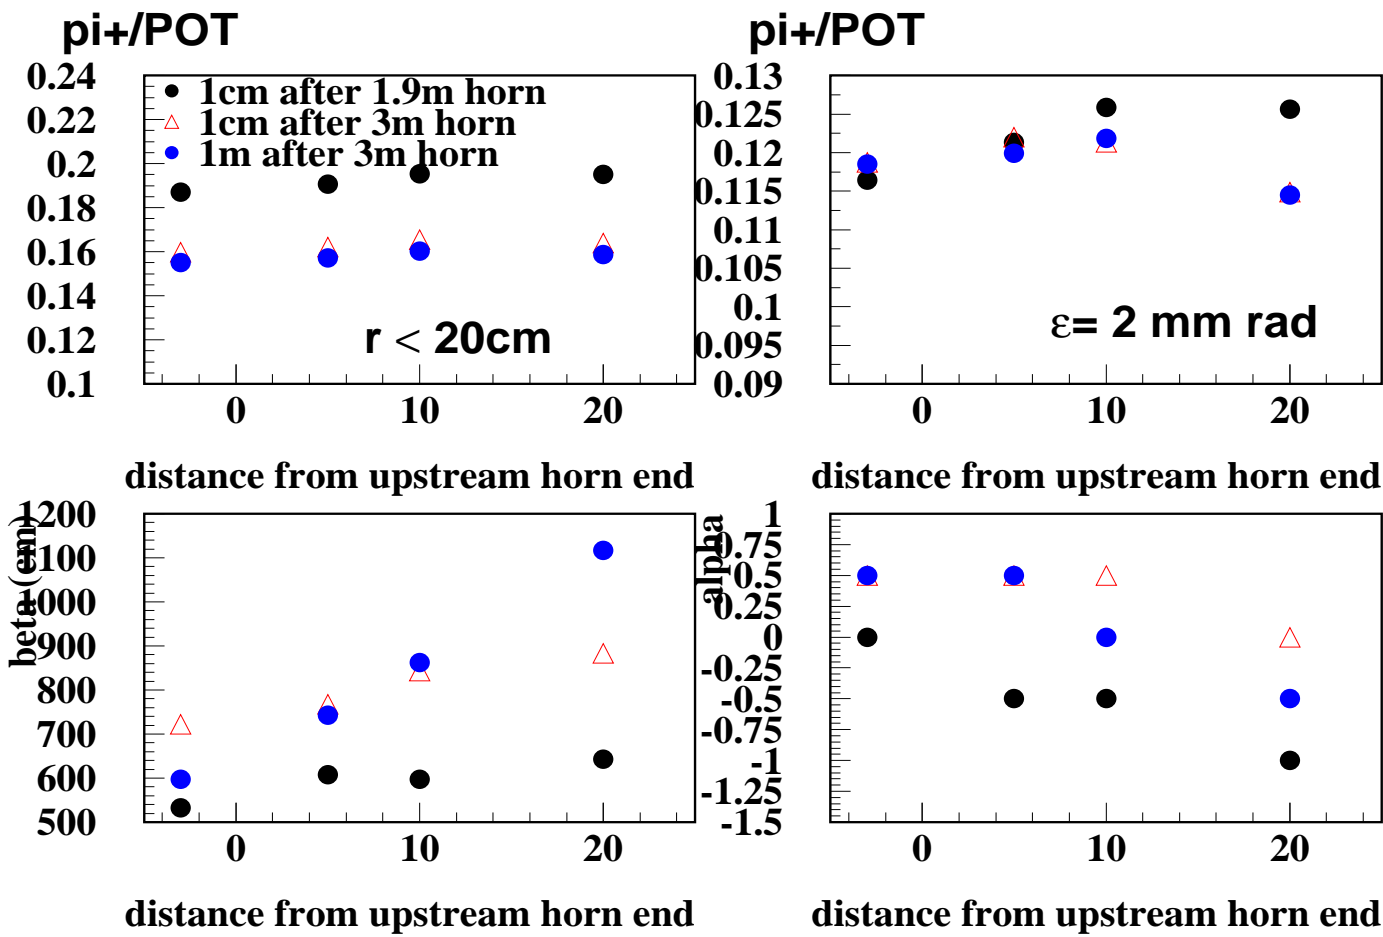 pi+/POT
0.24
0.22
0.2
0.18
0.16
0.14
0.12
0.1
1cm after 1.9m horn
1cm after 3m horn
1m after 3m horn
r < 20cm
0 10 20
distance from upstream horn end
pi+/POT
0.13
0.125
0.12
0.115
0.11
0.105
0.1
0.095
0.09
ε= 2 mm rad
0 10 20
distance from upstream horn end
beta (cm)
1200
1100
1000
900
800
700
600
500
0 10 20
distance from upstream horn end
alpha
1
0.75
0.5
0.25
0
-0.25
-0.5
-0.75
-1
-1.25
-1.5
0 10 20
distance from upstream horn end